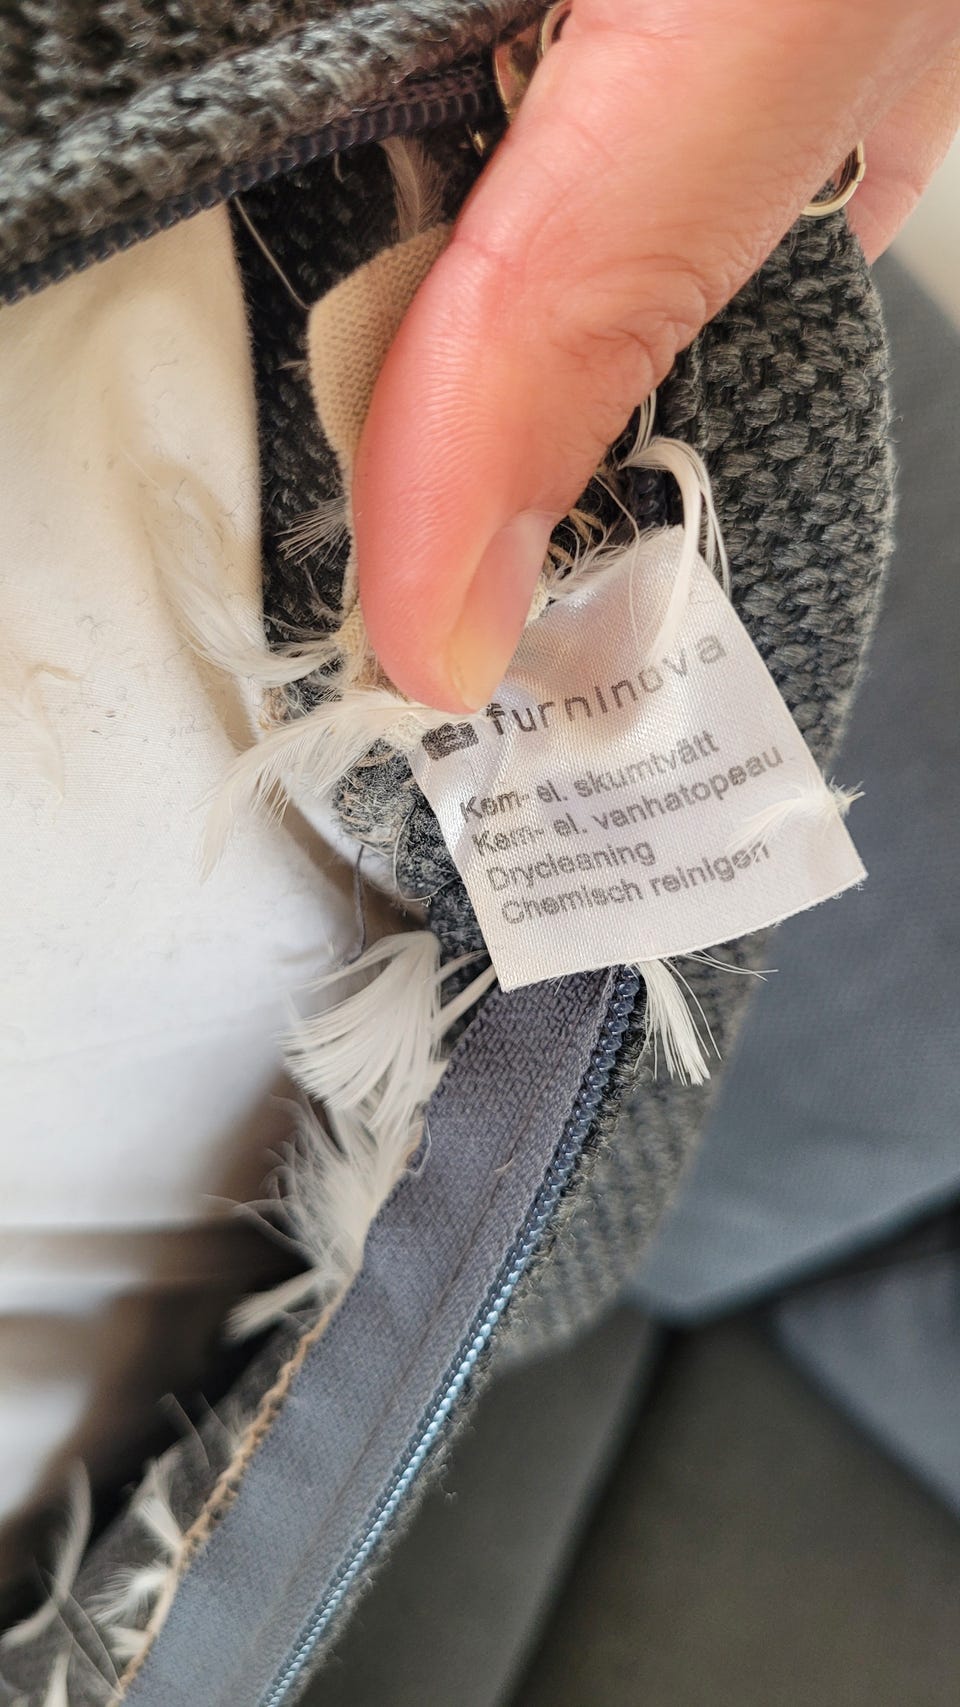 furninova
Kem- el. skumtvätt
Kem- el. vanhatopeau
Drycleaning
Chemisch reinigen